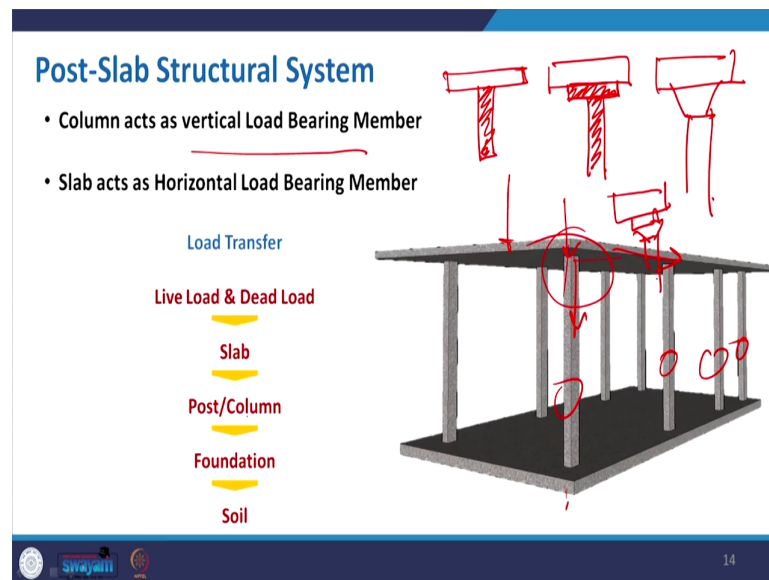 Post-Slab Structural System
• Column acts as vertical Load Bearing Member
• Slab acts as Horizontal Load Bearing Member
Load Transfer
Live Load & Dead Load
Slab
Post/Column
Foundation
Soil
swayam
14